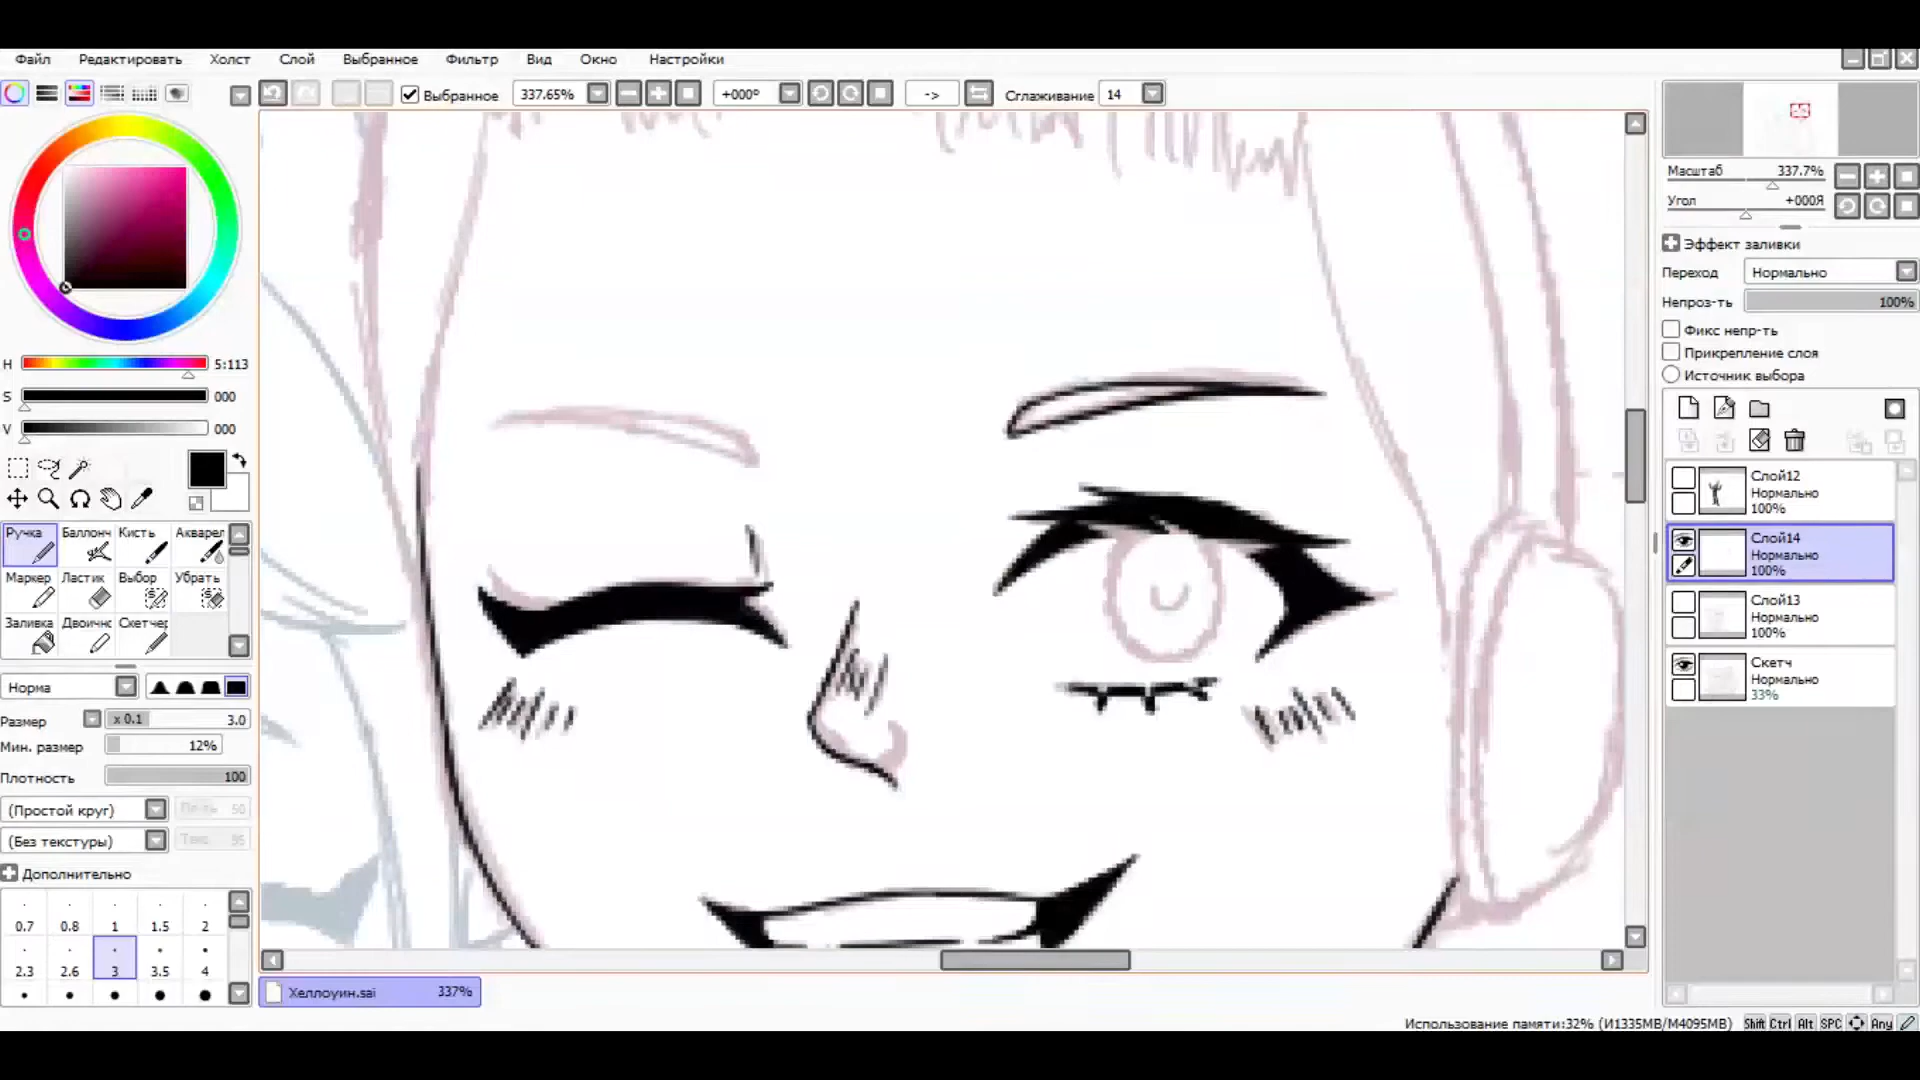 Файл Редактировать Холст Слой Выбранное Фильтр Вид Окно Настройки
Выбранное 337.65% +000° -> Сглаживание 14
Масштаб 337.7%
Угол +000Я
Эффект заливки
Переход Нормально
Непроз-ть 100%
Фикс непр-ть
Прикрепление слоя
Источник выбора
H 5:113
S 000
V 000
Ручка Баллонч Кисть Акварел
Маркер Ластик Выбор Убрать
Заливка Двоичнс Скетчер
Норма
Размер x 0.1 3.0
Мин. размер 12%
Плотность 100
(Простой круг) 50
(Без текстуры) 95
Дополнительно
0.7 0.8 1 1.5 2
2.3 2.6 3 3.5 4
Слой12
Нормально
100%
Слой14
Нормально
100%
Слой13
Нормально
100%
Скетч
Нормально
33%
Хеллоуин.sai 337%
Использование памяти:32% (И1335MB/M4095MB) Shift Ctrl Alt SPC Any